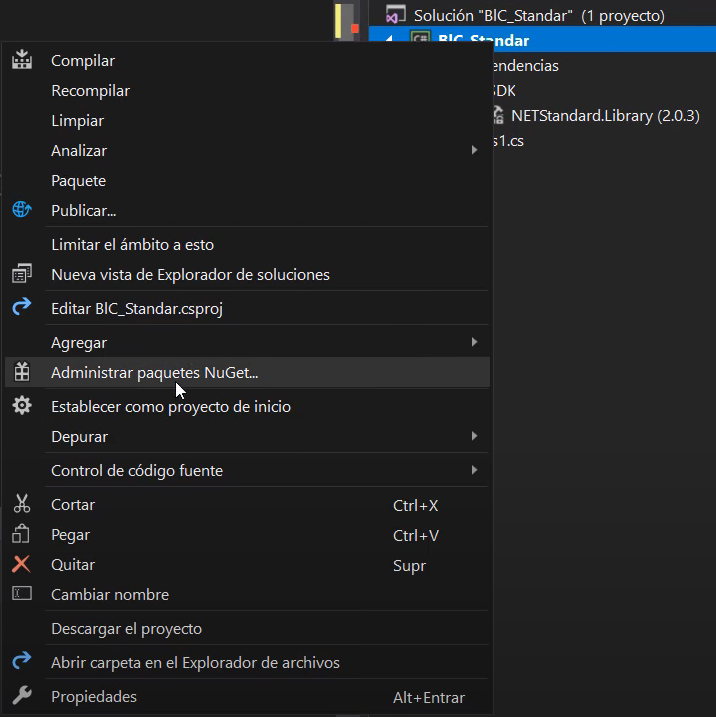 Solución "BlC_Standar" (1 proyecto)
BlC_Standar
endencias
SDK
NETStandard.Library (2.0.3)
s1.cs
Compilar
Recompilar
Limpiar
Analizar
Paquete
Publicar...
Limitar el ámbito a esto
Nueva vista de Explorador de soluciones
Editar BlC_Standar.csproj
Agregar
Administrar paquetes NuGet...
Establecer como proyecto de inicio
Depurar
Control de código fuente
Cortar Ctrl+X
Pegar Ctrl+V
Quitar Supr
Cambiar nombre
Descargar el proyecto
Abrir carpeta en el Explorador de archivos
Propiedades Alt+Entrar